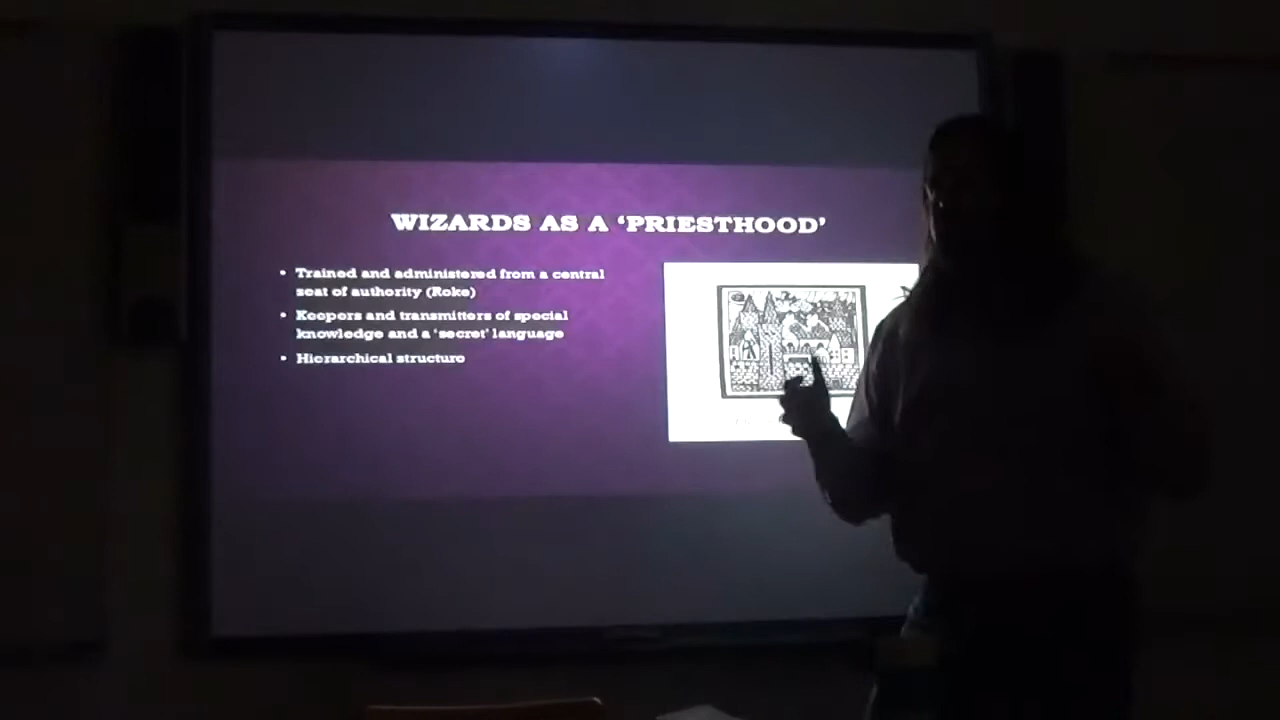 WIZARDS AS A ‘PRIESTHOOD’
• Trained and administered from a central
seat of authority (Roke)
• Keepers and transmitters of special
knowledge and a ‘secret’ language
• Hierarchical structure